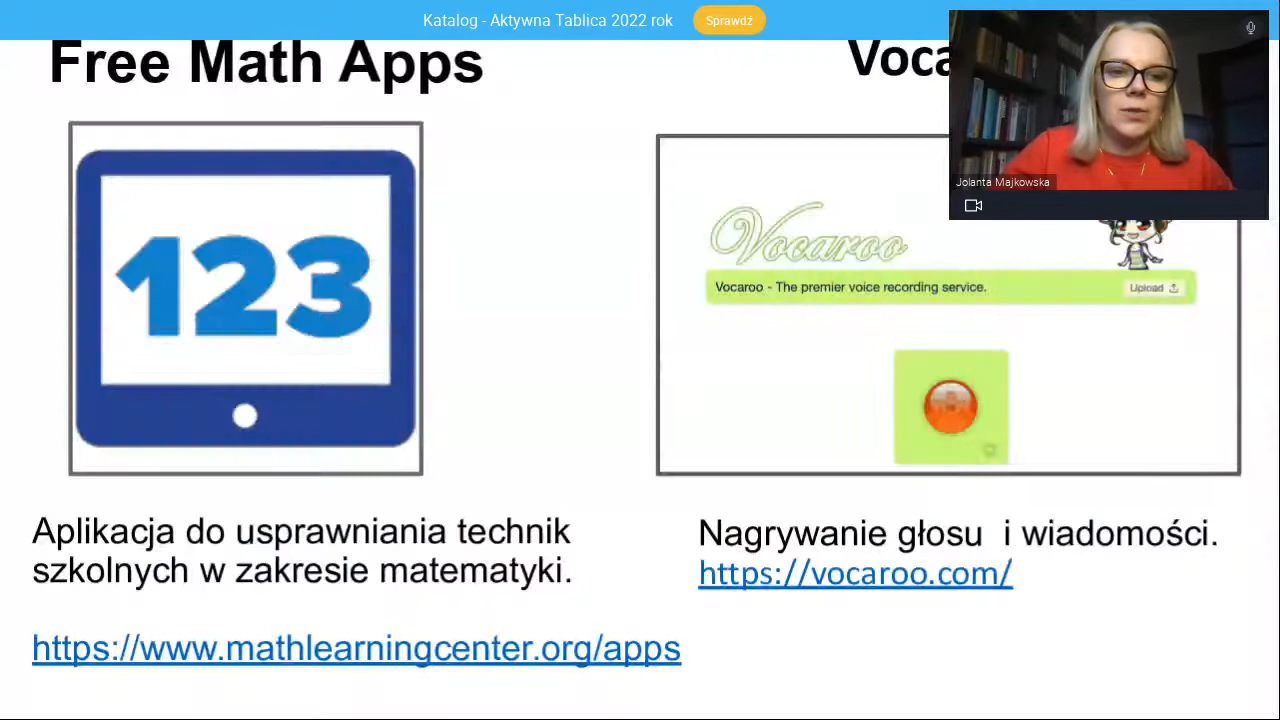 Katalog - Aktywna Tablica 2022 rok
Sprawdź
Free Math Apps
Voca
Jolanta Majkowska
123
Vocaroo
Vocaroo - The premier voice recording service.
Upload
Aplikacja do usprawniania technik
szkolnych w zakresie matematyki.
https://www.mathlearningcenter.org/apps
Nagrywanie głosu i wiadomości.
https://vocaroo.com/